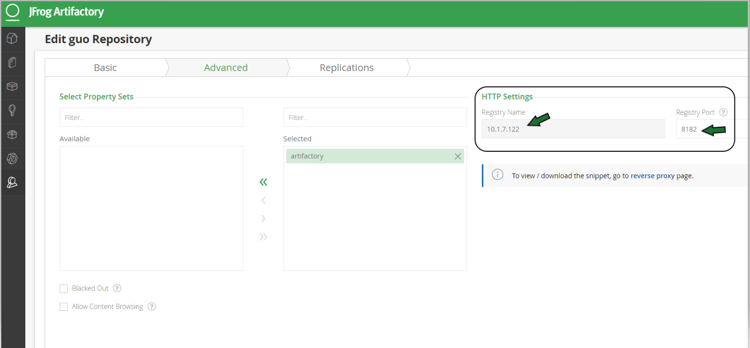 JFrog Artifactory
Edit guo Repository
Basic
Advanced
Replications
Select Property Sets
Filter..
Filter..
Available
Selected
artifactory
Blacked Out
Allow Content Browsing
HTTP Settings
Registry Name
Registry Port
10.1.7.122
8182
To view / download the snippet, go to reverse proxy page.